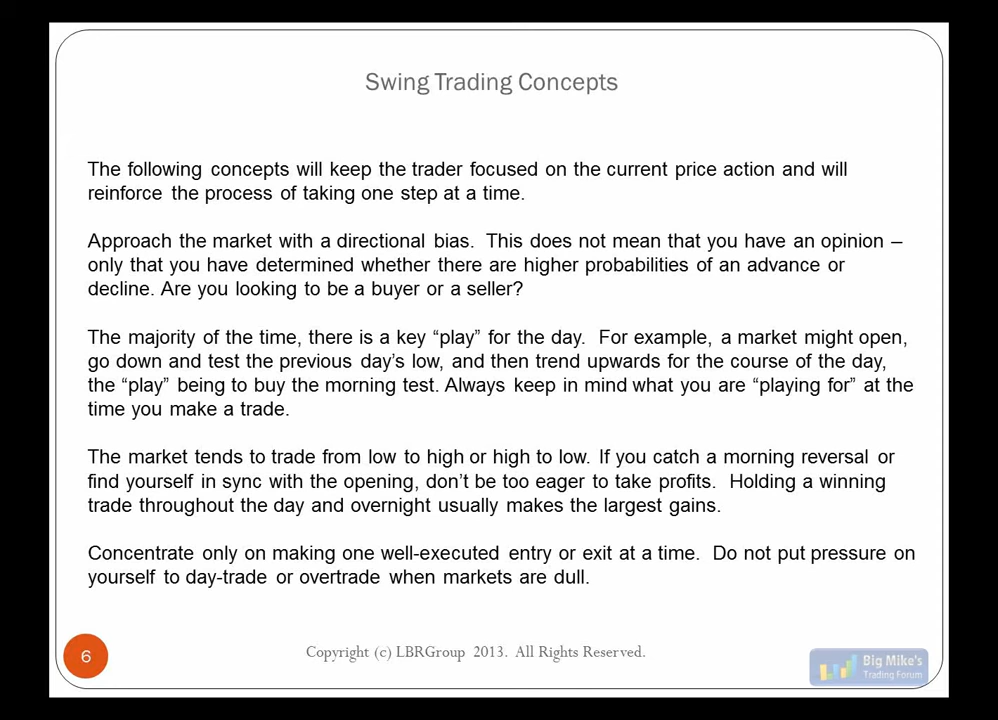 Swing Trading Concepts
The following concepts will keep the trader focused on the current price action and will
reinforce the process of taking one step at a time.
Approach the market with a directional bias.  This does not mean that you have an opinion –
only that you have determined whether there are higher probabilities of an advance or
decline. Are you looking to be a buyer or a seller?
The majority of the time, there is a key “play” for the day.  For example, a market might open,
go down and test the previous day’s low, and then trend upwards for the course of the day,
the “play” being to buy the morning test. Always keep in mind what you are “playing for” at the
time you make a trade.
The market tends to trade from low to high or high to low. If you catch a morning reversal or
find yourself in sync with the opening, don’t be too eager to take profits.  Holding a winning
trade throughout the day and overnight usually makes the largest gains.
Concentrate only on making one well-executed entry or exit at a time.  Do not put pressure on
yourself to day-trade or overtrade when markets are dull.
6
Copyright (c) LBRGroup 2013.  All Rights Reserved.
Big Mike's
Trading Forum